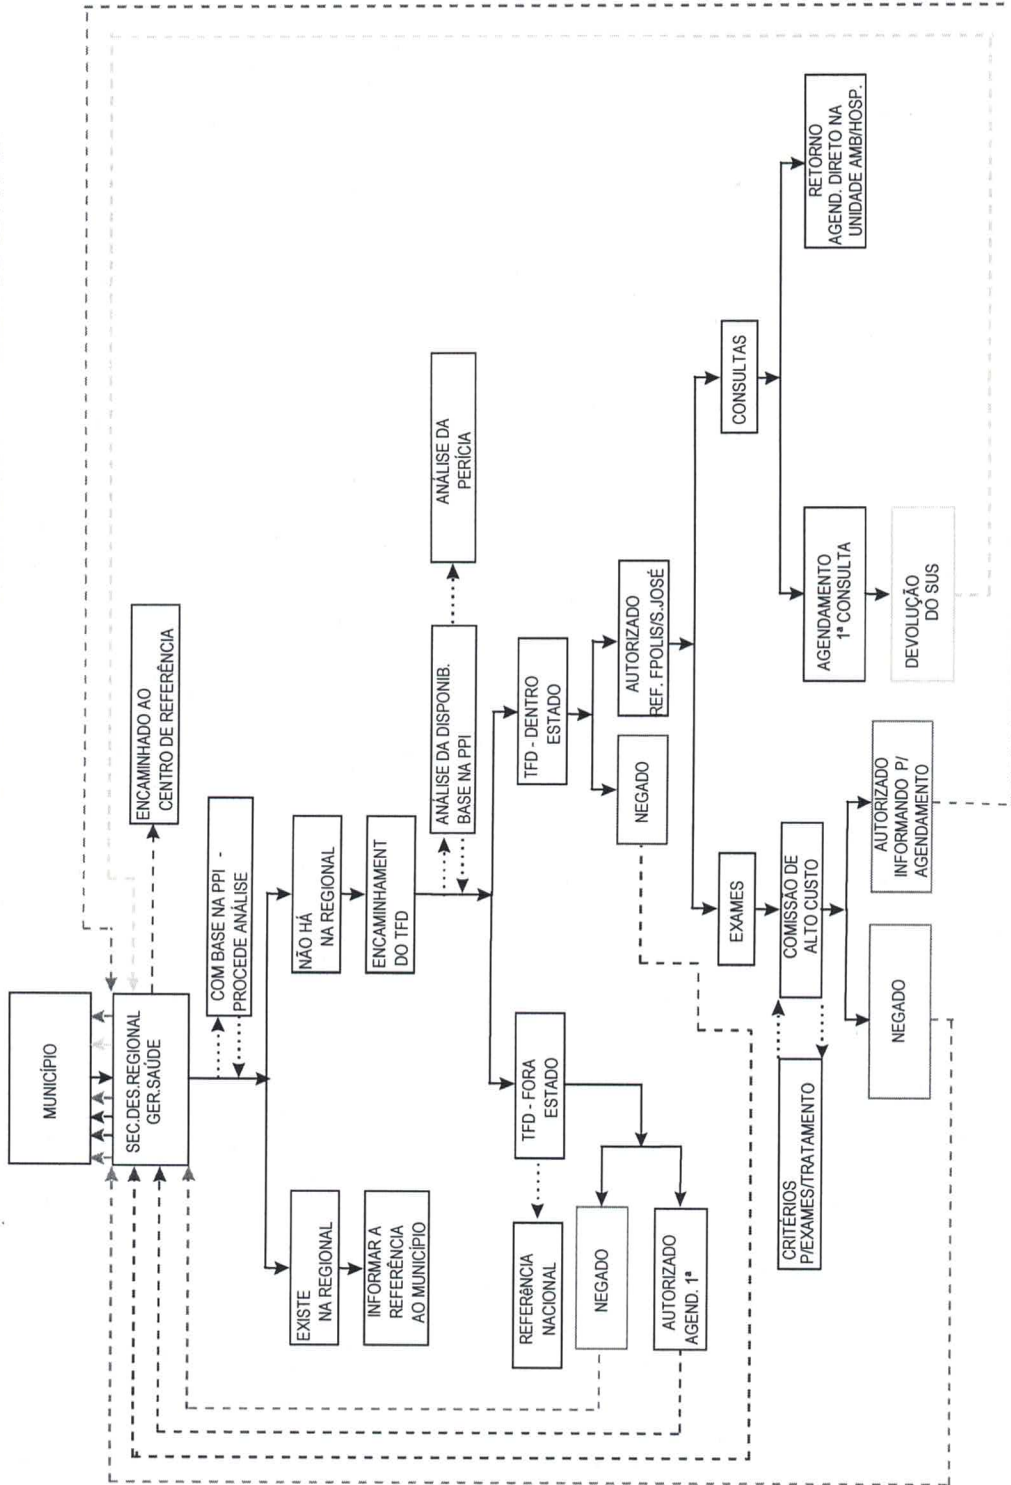 MUNICÍPIO
SEC.DES.REGIONAL
GER.SAÚDE
ENCAMINHADO AO
CENTRO DE REFERÊNCIA
COM BASE NA PPI -
PROCEDE ANÁLISE
EXISTE
NA REGIONAL
INFORMAR A
REFERÊNCIA
AO MUNICÍPIO
NÃO HÁ
NA REGIONAL
ENCAMINHAMENT
DO TFD
ANÁLISE DA DISPONIB.
BASE NA PPI
ANÁLISE DA
PERÍCIA
TFD - FORA
ESTADO
REFERêNCIA
NACIONAL
NEGADO
AUTORIZADO
AGEND. 1ª
TFD - DENTRO
ESTADO
NEGADO
AUTORIZADO
REF. FPOLIS/S.JOSÉ
EXAMES
COMISSÃO DE
ALTO CUSTO
CRITÉRIOS
P/EXAMES/TRATAMENTO
NEGADO
AUTORIZADO
INFORMANDO P/
AGENDAMENTO
CONSULTAS
AGENDAMENTO
1ª CONSULTA
DEVOLUÇÃO
DO SUS
RETORNO
AGEND. DIRETO NA
UNIDADE AMB/HOSP.